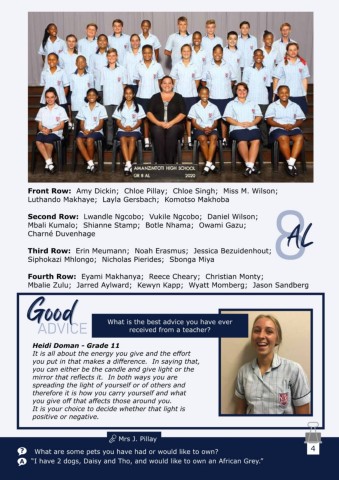 AMANZIMTOTI HIGH SCHOOL
GR 8 AL 2020
Front Row: Amy Dickin; Chloe Pillay; Chloe Singh; Miss M. Wilson;
Luthando Makhaye; Layla Gersbach; Komotso Makhoba
Second Row: Lwandle Ngcobo; Vukile Ngcobo; Daniel Wilson;
Mbali Kumalo; Shianne Stamp; Botle Nhama; Owami Gazu;
Charné Duvenhage
8 AL
Third Row: Erin Meumann; Noah Erasmus; Jessica Bezuidenhout;
Siphokazi Mhlongo; Nicholas Pierides; Sbonga Miya
Fourth Row: Eyami Makhanya; Reece Cheary; Christian Monty;
Mbalie Zulu; Jarred Aylward; Kewyn Kapp; Wyatt Momberg; Jason Sandberg
Good
ADVICE
What is the best advice you have ever
received from a teacher?
Heidi Doman - Grade 11
It is all about the energy you give and the effort
you put in that makes a difference. In saying that,
you can either be the candle and give light or the
mirror that reflects it. In both ways you are
spreading the light of yourself or of others and
therefore it is how you carry yourself and what
you give off that affects those around you.
It is your choice to decide whether that light is
positive or negative.
Mrs J. Pillay
? What are some pets you have had or would like to own?
A "I have 2 dogs, Daisy and Tho, and would like to own an African Grey."
4